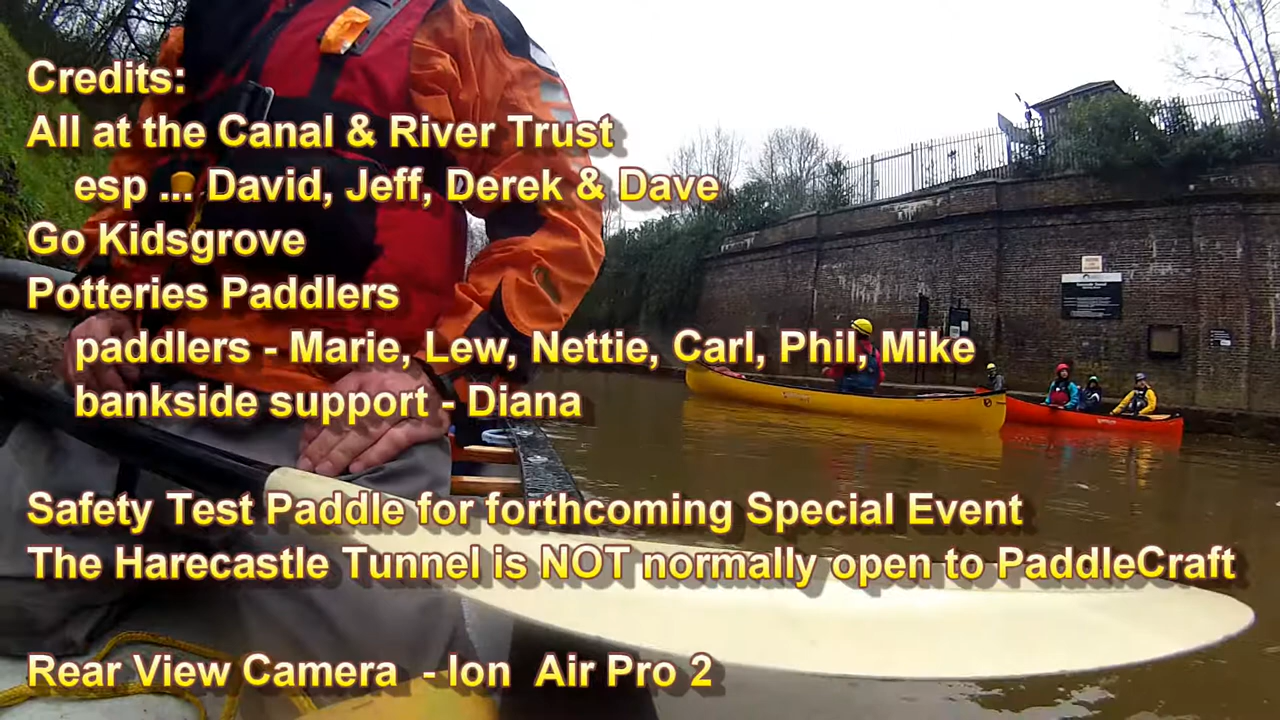 Credits:
All at the Canal & River Trust
esp ... David, Jeff, Derek & Dave
Go Kidsgrove
Potteries Paddlers
paddlers - Marie, Lew, Nettie, Carl, Phil, Mike
bankside support - Diana
Safety Test Paddle for forthcoming Special Event
The Harecastle Tunnel is NOT normally open to PaddleCraft
Rear View Camera - Ion Air Pro 2